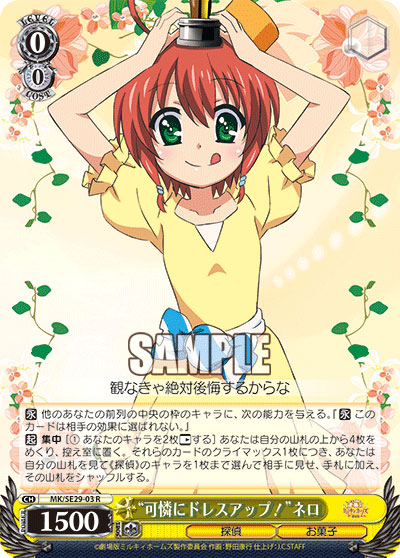 LEVEL
0
0
COST
SAMPLE
観なきゃ絶対後悔するからな
永 他のあなたの前列の中央の枠のキャラに、次の能力を与える。『永 この
カードは相手の効果に選ばれない。』
起 集中 [① あなたのキャラを2枚レストする] あなたは自分の山札の上から4枚を
めくり、控え室に置く。それらのカードのクライマックス1枚につき、あなた
は自分の山札を見て《探偵》のキャラを1枚まで選んで相手に見せ、手札に加え、
その山札をシャッフルする。
CH
MK/SE29-03 R
1500
“可憐にドレスアップ!”ネロ
探偵
お菓子
©劇場版ミルキィホームズ製作委員会 作画:野田康行 仕上:J.C.STAFF